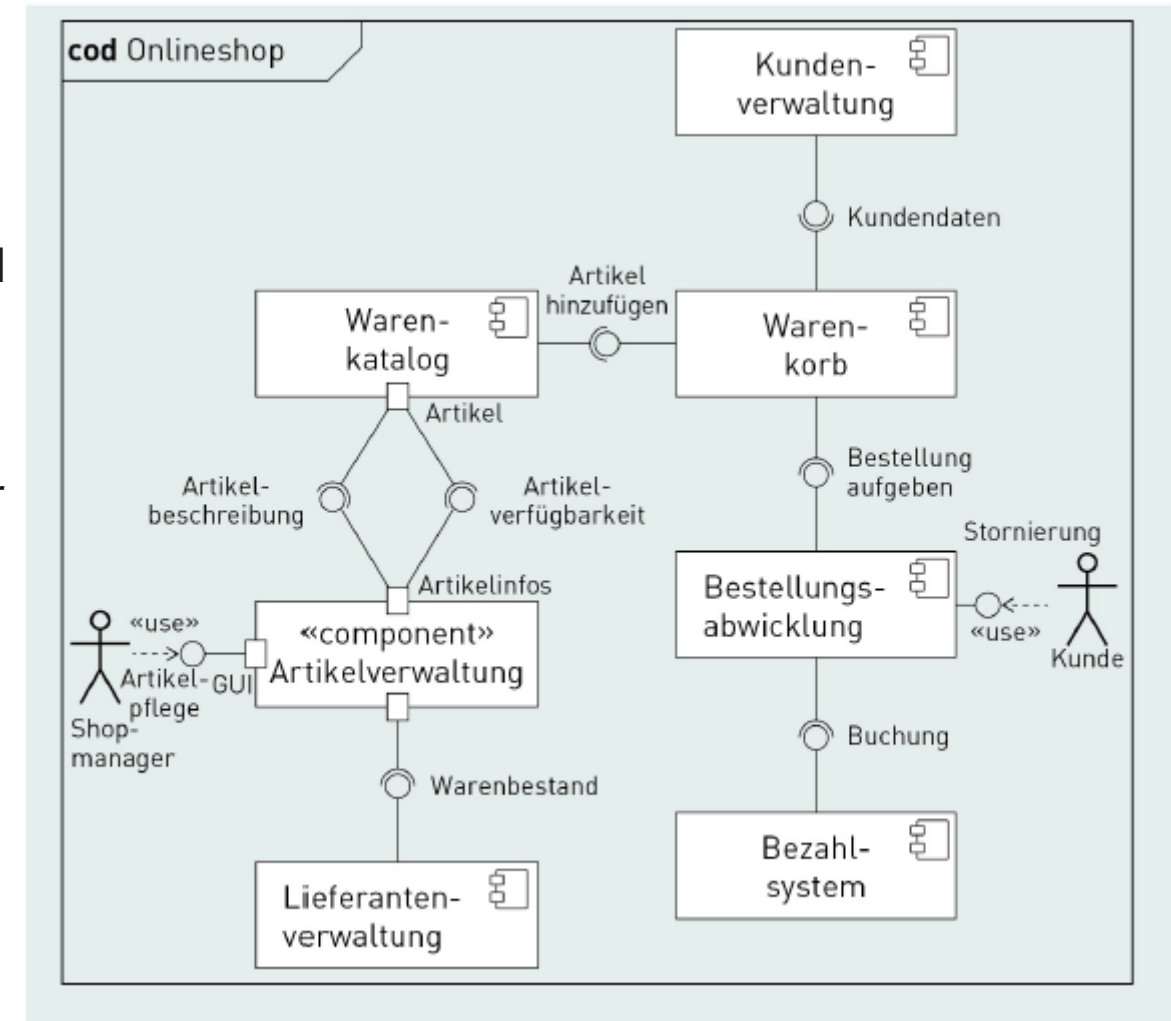 cod Onlineshop
Kunden-
verwaltung
Kundendaten
Artikel
hinzufügen
Waren-
katalog
Waren-
korb
Artikel
Bestellung
aufgeben
Artikel-
beschreibung
Artikel-
verfügbarkeit
Stornierung
Artikelinfos
Bestellungs-
abwicklung
«use»
Kunde
«use»
«component»
Artikelverwaltung
Artikel-
pflege
GUI
Shop-
manager
Buchung
Warenbestand
Bezahl-
system
Lieferanten-
verwaltung